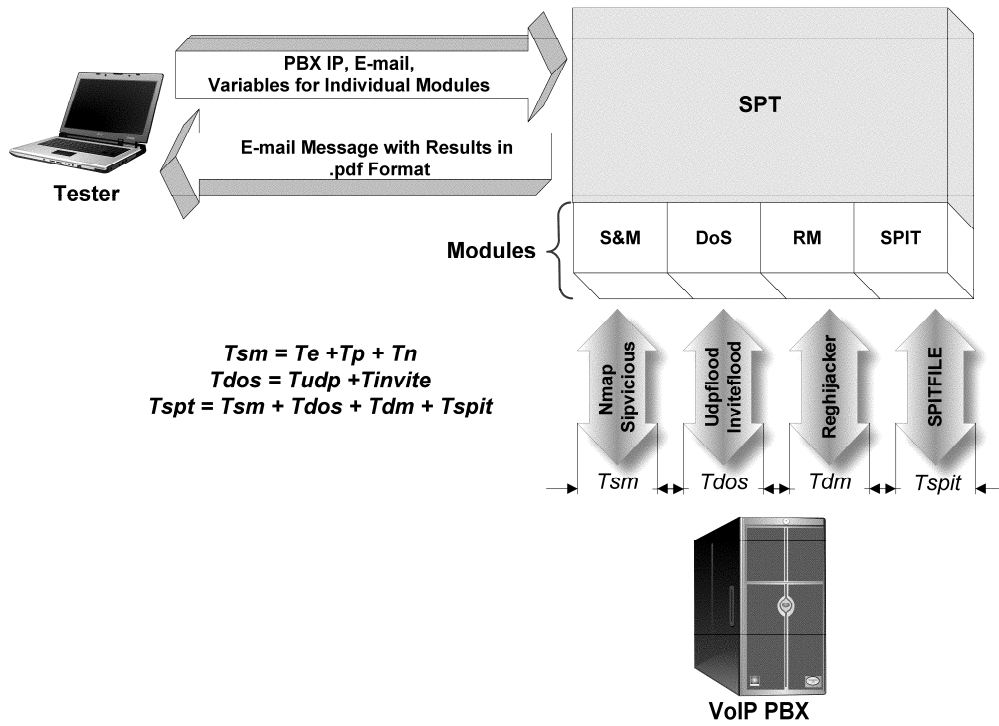 PBX IP, E-mail,
Variables for Individual Modules
SPT
E-mail Message with Results in
.pdf Format
Tester
Modules
S&M
DoS
RM
SPIT
Tsm = Te +Tp + Tn
Tdos = Tudp +Tinvite
Tspt = Tsm + Tdos + Tdm + Tspit
Nmap
Sipvicious
Udpflood
Inviteflood
Reghijacker
SPITFILE
Tsm
Tdos
Tdm
Tspit
VoIP PBX